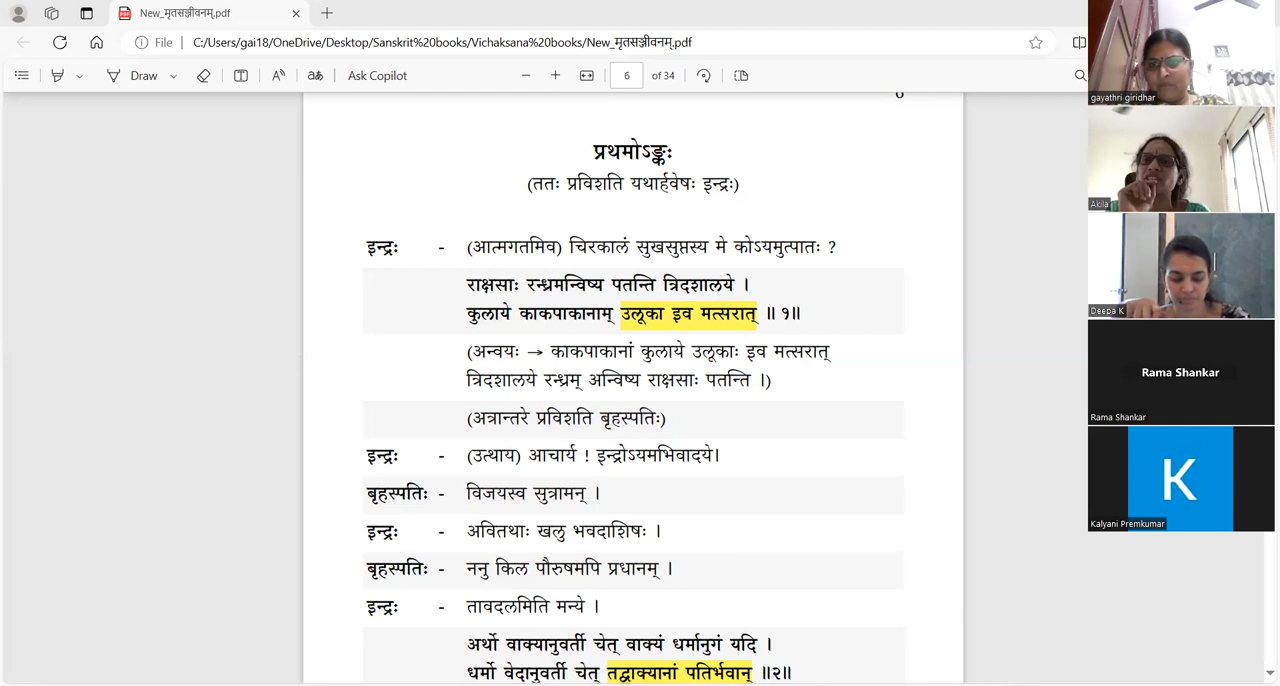 New_मृतसञ्जीवनम्.pdf
File
C:/Users/gai18/OneDrive/Desktop/Sanskrit%20books/Vichaksana%20books/New_मृतसञ्जीवनम्.pdf
Draw
Ask Copilot
6 of 34
6
प्रथमोऽङ्कः
(ततः प्रविशति यथार्हवेषः इन्द्रः)
इन्द्रः - (आत्मगतमिव) चिरकालं सुखसुप्तस्य मे कोऽयमुत्पातः ?
राक्षसाः रन्ध्रमन्विष्य पतन्ति त्रिदशालये ।
कुलाये काकपाकानाम् उलूका इव मत्सरात् ॥ १॥
(अन्वयः → काकपाकानां कुलाये उलूकाः इव मत्सरात्
त्रिदशालये रन्ध्रम् अन्विष्य राक्षसाः पतन्ति ।)
(अत्रान्तरे प्रविशति बृहस्पतिः)
इन्द्रः - (उत्थाय) आचार्य ! इन्द्रोऽयमभिवादये।
बृहस्पतिः - विजयस्व सुत्रामन् ।
इन्द्रः - अवितथाः खलु भवदाशिषः ।
बृहस्पतिः - ननु किल पौरुषमपि प्रधानम् ।
इन्द्रः - तावदलमिति मन्ये ।
अर्थो वाक्यानुवर्ती चेत् वाक्यं धर्मानुगं यदि ।
धर्मो वेदानुवर्ती चेत् तद्वाक्यानां पतिर्भवान् ॥२॥
gayathri giridhar
Akila
Deepa K
Rama Shankar
Rama Shankar
K
Kalyani Premkumar